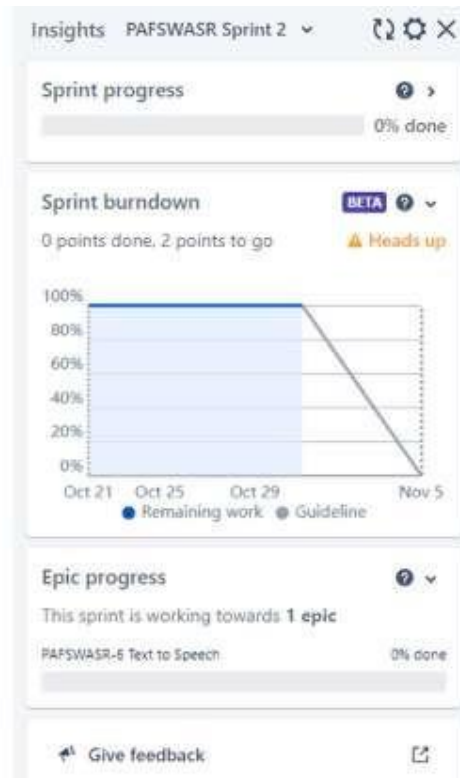 Insights PAFSWASR Sprint 2
Sprint progress
0% done
Sprint burndown BETA
0 points done, 2 points to go Heads up
100%
80%
60%
40%
20%
0%
Oct 21 Oct 25 Oct 29 Nov 5
Remaining work Guideline
Epic progress
This sprint is working towards 1 epic
PAFSWASR-6 Text to Speech 0% done
Give feedback